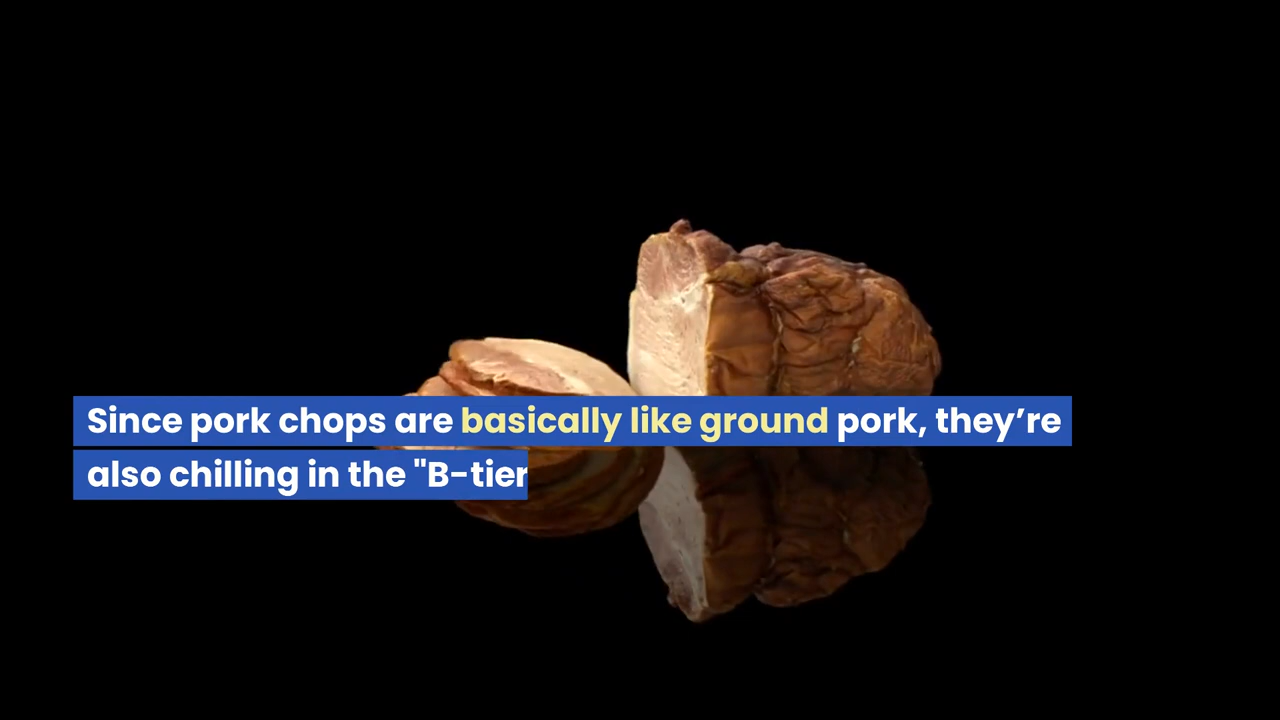 Since pork chops are basically like ground pork, they’re
also chilling in the "B-tier